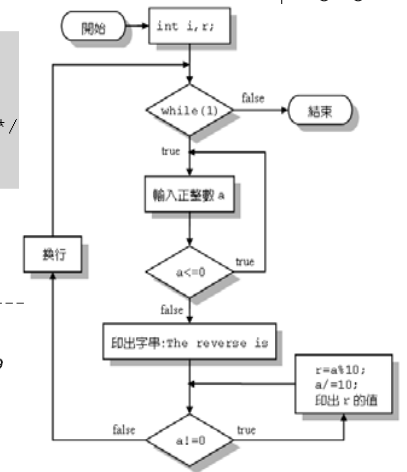 開始
int i,r;
*/
while(1)
false
結束
true
輸入正整數 a
換行
a<=0
true
false
印出字串:The reverse is
r=a%10;
a/=10;
印出 r 的值
false
a!=0
true